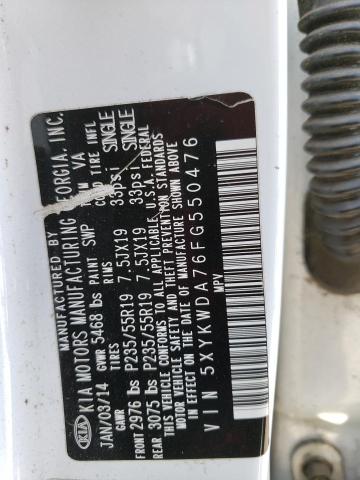 KIA
MANUFACTURED BY
KIA MOTORS MANUFACTURING GEORGIA, INC.
JAN/03/14 GVWR 5468 lbs PAINT SWP TRIM VA
GAWR TIRES RIMS COLD TIRE INFL
FRONT 2976 lbs P235/55R19 7.5JX19 33psi SINGLE
REAR 3075 lbs P235/55R19 7.5JX19 33psi SINGLE
THIS VEHICLE CONFORMS TO ALL APPLICABLE U.S.A. FEDERAL
MOTOR VEHICLE SAFETY, BUMPER, AND THEFT PREVENTION
STANDARDS IN EFFECT ON THE DATE OF MANUFACTURE SHOWN ABOVE
VIN 5XYKWDA76FG550476
MPV